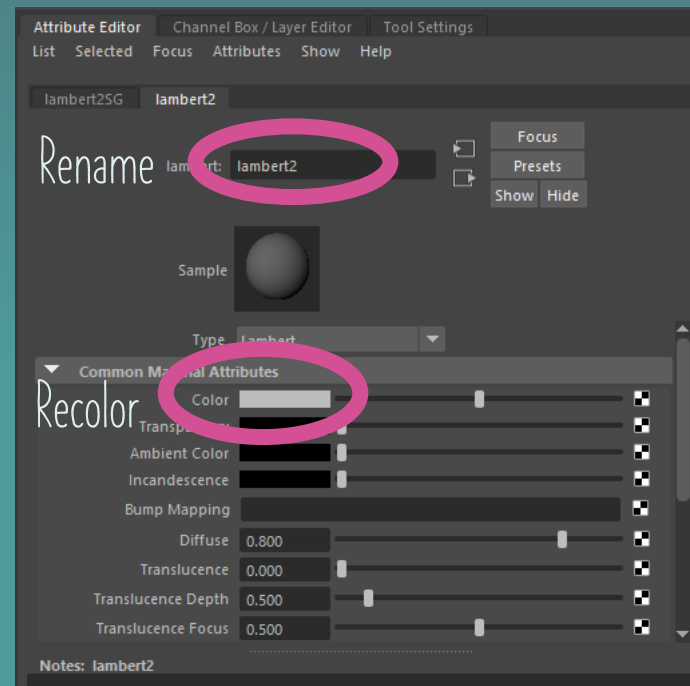 Attribute Editor Channel Box / Layer Editor Tool Settings
List Selected Focus Attributes Show Help
lambert2SG lambert2
Focus
Rename lambert2
Presets
Show Hide
Sample
Type Lambert
Common Material Attributes
Recolor Color
Ambient Color
Incandescence
Bump Mapping
Diffuse 0.800
Translucence 0.000
Translucence Depth 0.500
Translucence Focus 0.500
Notes: lambert2